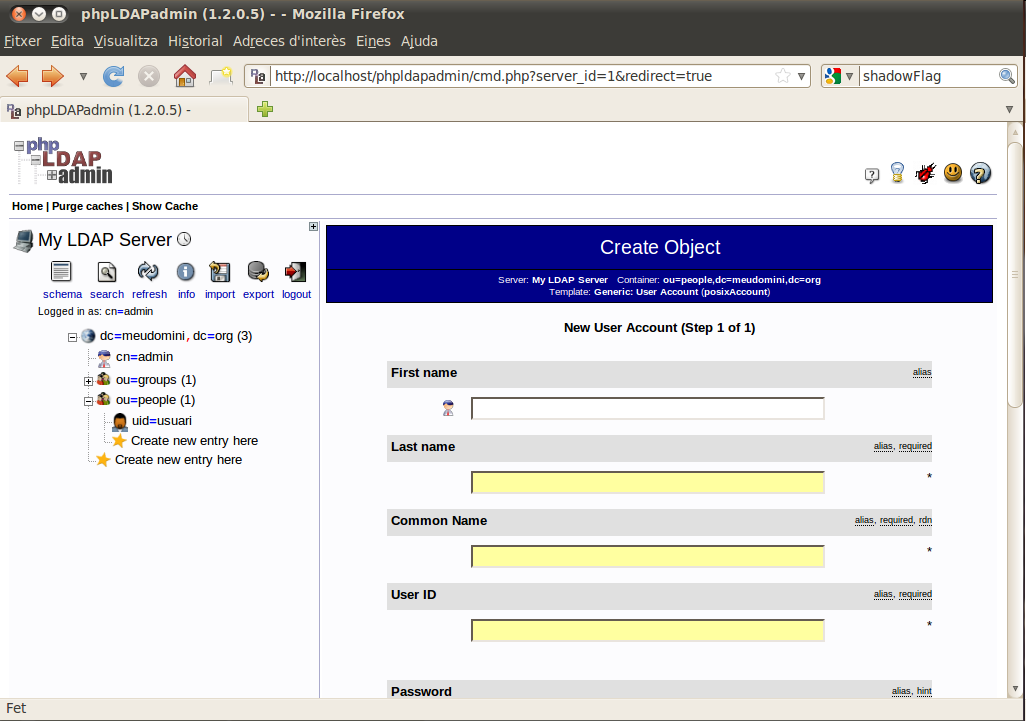 phpLDAPadmin (1.2.0.5) - - Mozilla Firefox
Fitxer Edita Visualitza Historial Adreces d'interès Eines Ajuda
http://localhost/phpldapadmin/cmd.php?server_id=1&redirect=true shadowFlag
phpLDAPadmin (1.2.0.5) -
php
LDAP
admin
Home | Purge caches | Show Cache
My LDAP Server
schema search refresh info import export logout
Logged in as: cn=admin
dc=meudomini,dc=org (3)
cn=admin
ou=groups (1)
ou=people (1)
uid=usuari
Create new entry here
Create new entry here
Create Object
Server: My LDAP Server Container: ou=people,dc=meudomini,dc=org
Template: Generic: User Account (posixAccount)
New User Account (Step 1 of 1)
First name alias
Last name alias, required
*
Common Name alias, required, rdn
*
User ID alias, required
*
Password alias, hint
Fet